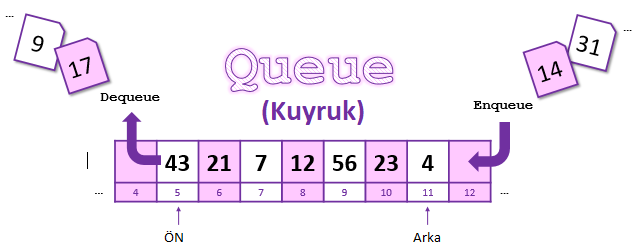 ...
9
17
14
31
...
Queue
(Kuyruk)
Dequeue
Enqueue
43 21 7 12 56 23 4
... 4 5 6 7 8 9 10 11 12 ...
ÖN
Arka